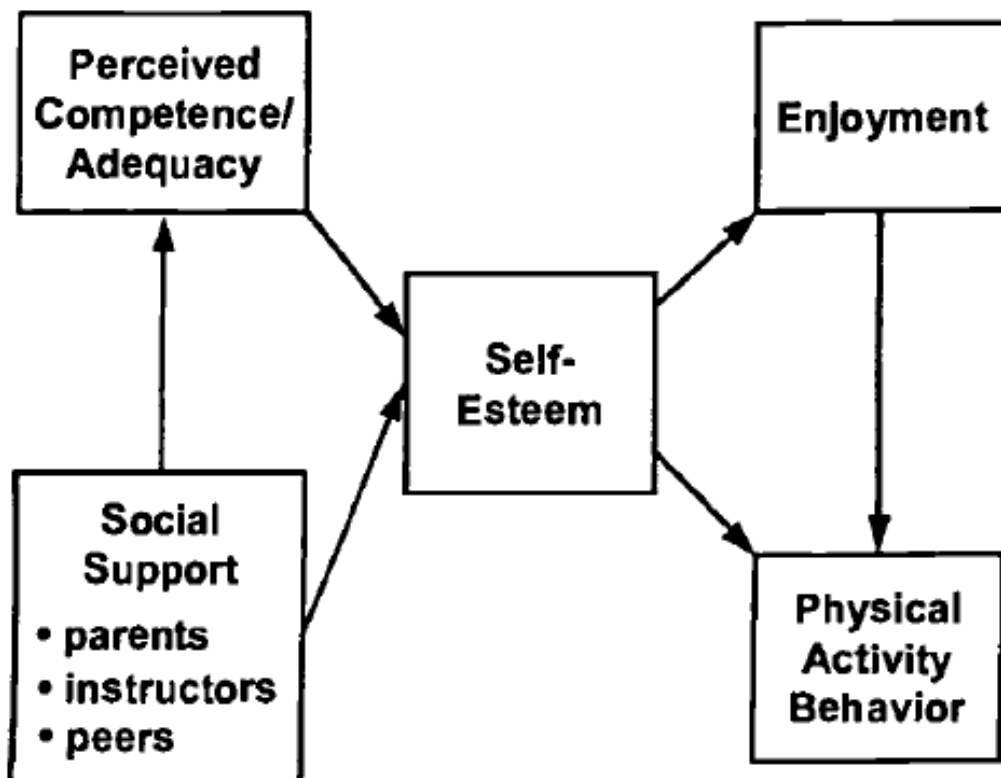 Perceived
Competence/
Adequacy
Enjoyment
Self-
Esteem
Social
Support
• parents
• instructors
• peers
Physical
Activity
Behavior